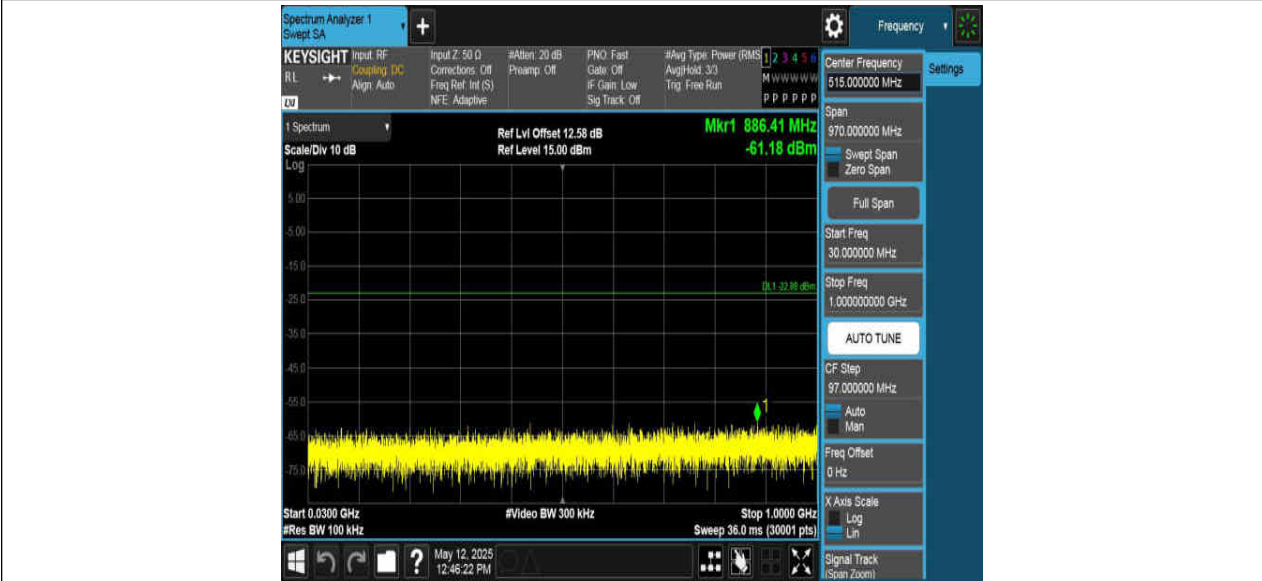 Spectrum Analyzer 1
Swept SA
+
Frequency
KEYSIGHT
RL
LXI
Input: RF
Coupling: DC
Align: Auto
Input Z: 50 Ω
Corrections: Off
Freq Ref: Int (S)
NFE: Adaptive
#Atten: 20 dB
Preamp: Off
PNO: Fast
Gate: Off
IF Gain: Low
Sig Track: Off
#Avg Type: Power (RMS
Avg|Hold: 3/3
Trig: Free Run
1 2 3 4 5 6
M W W W W W
P P P P P P
1 Spectrum
Scale/Div 10 dB
Log
Ref Lvl Offset 12.58 dB
Ref Level 15.00 dBm
Mkr1 886.41 MHz
-61.18 dBm
5.00
-5.00
-15.0
DL1 -22.98 dBm
-25.0
-35.0
-45.0
-55.0
1
-65.0
-75.0
Start 0.0300 GHz
#Res BW 100 kHz
#Video BW 300 kHz
Stop 1.0000 GHz
Sweep 36.0 ms (30001 pts)
?
May 12, 2025
12:46:22 PM
Center Frequency
515.000000 MHz
Settings
Span
970.000000 MHz
Swept Span
Zero Span
Full Span
Start Freq
30.000000 MHz
Stop Freq
1.000000000 GHz
AUTO TUNE
CF Step
97.000000 MHz
Auto
Man
Freq Offset
0 Hz
X Axis Scale
Log
Lin
Signal Track
(Span Zoom)